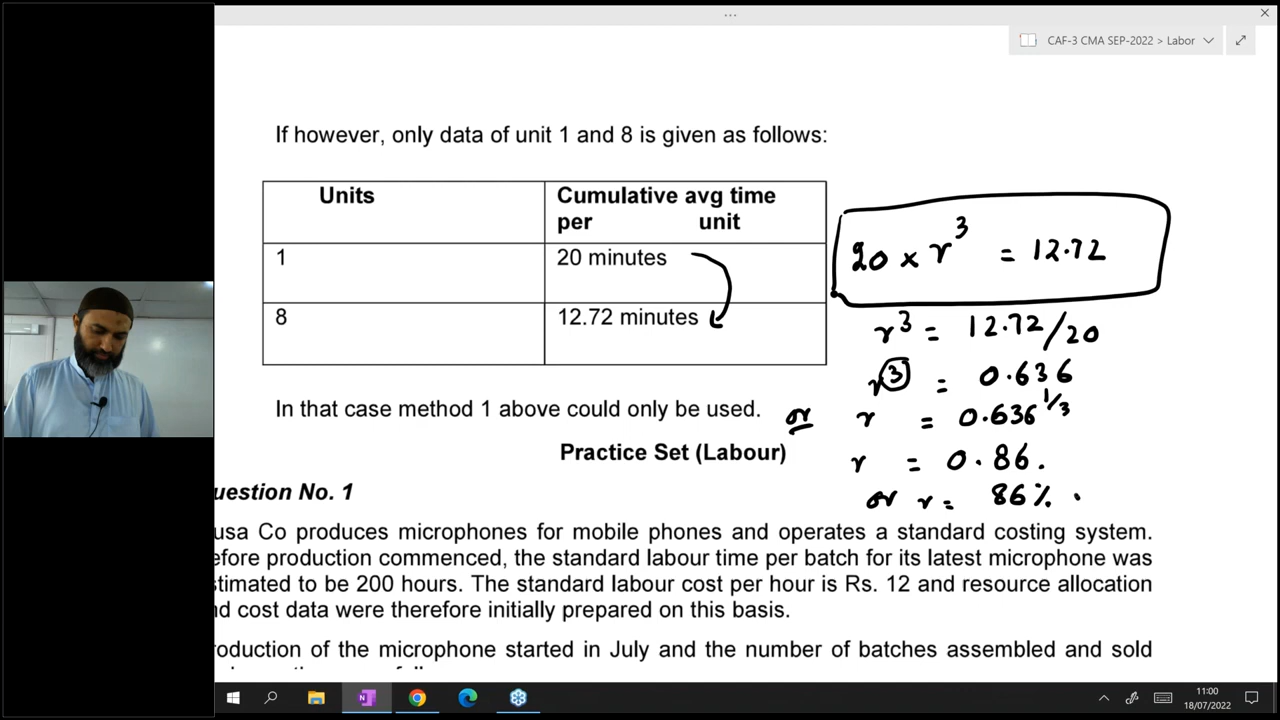 CAF-3 CMA SEP-2022 > Labor
If however, only data of unit 1 and 8 is given as follows:
Units
Cumulative avg time
per unit
1
20 minutes
8
12.72 minutes
20 × r³ = 12.72
r³ = 12.72/20
r³ = 0.636
In that case method 1 above could only be used.
or r = 0.636^1/3
Practice Set (Labour)
r = 0.86.
or r = 86%.
uestion No. 1
usa Co produces microphones for mobile phones and operates a standard costing system.
efore production commenced, the standard labour time per batch for its latest microphone was
stimated to be 200 hours. The standard labour cost per hour is Rs. 12 and resource allocation
nd cost data were therefore initially prepared on this basis.
roduction of the microphone started in July and the number of batches assembled and sold
11:00
18/07/2022